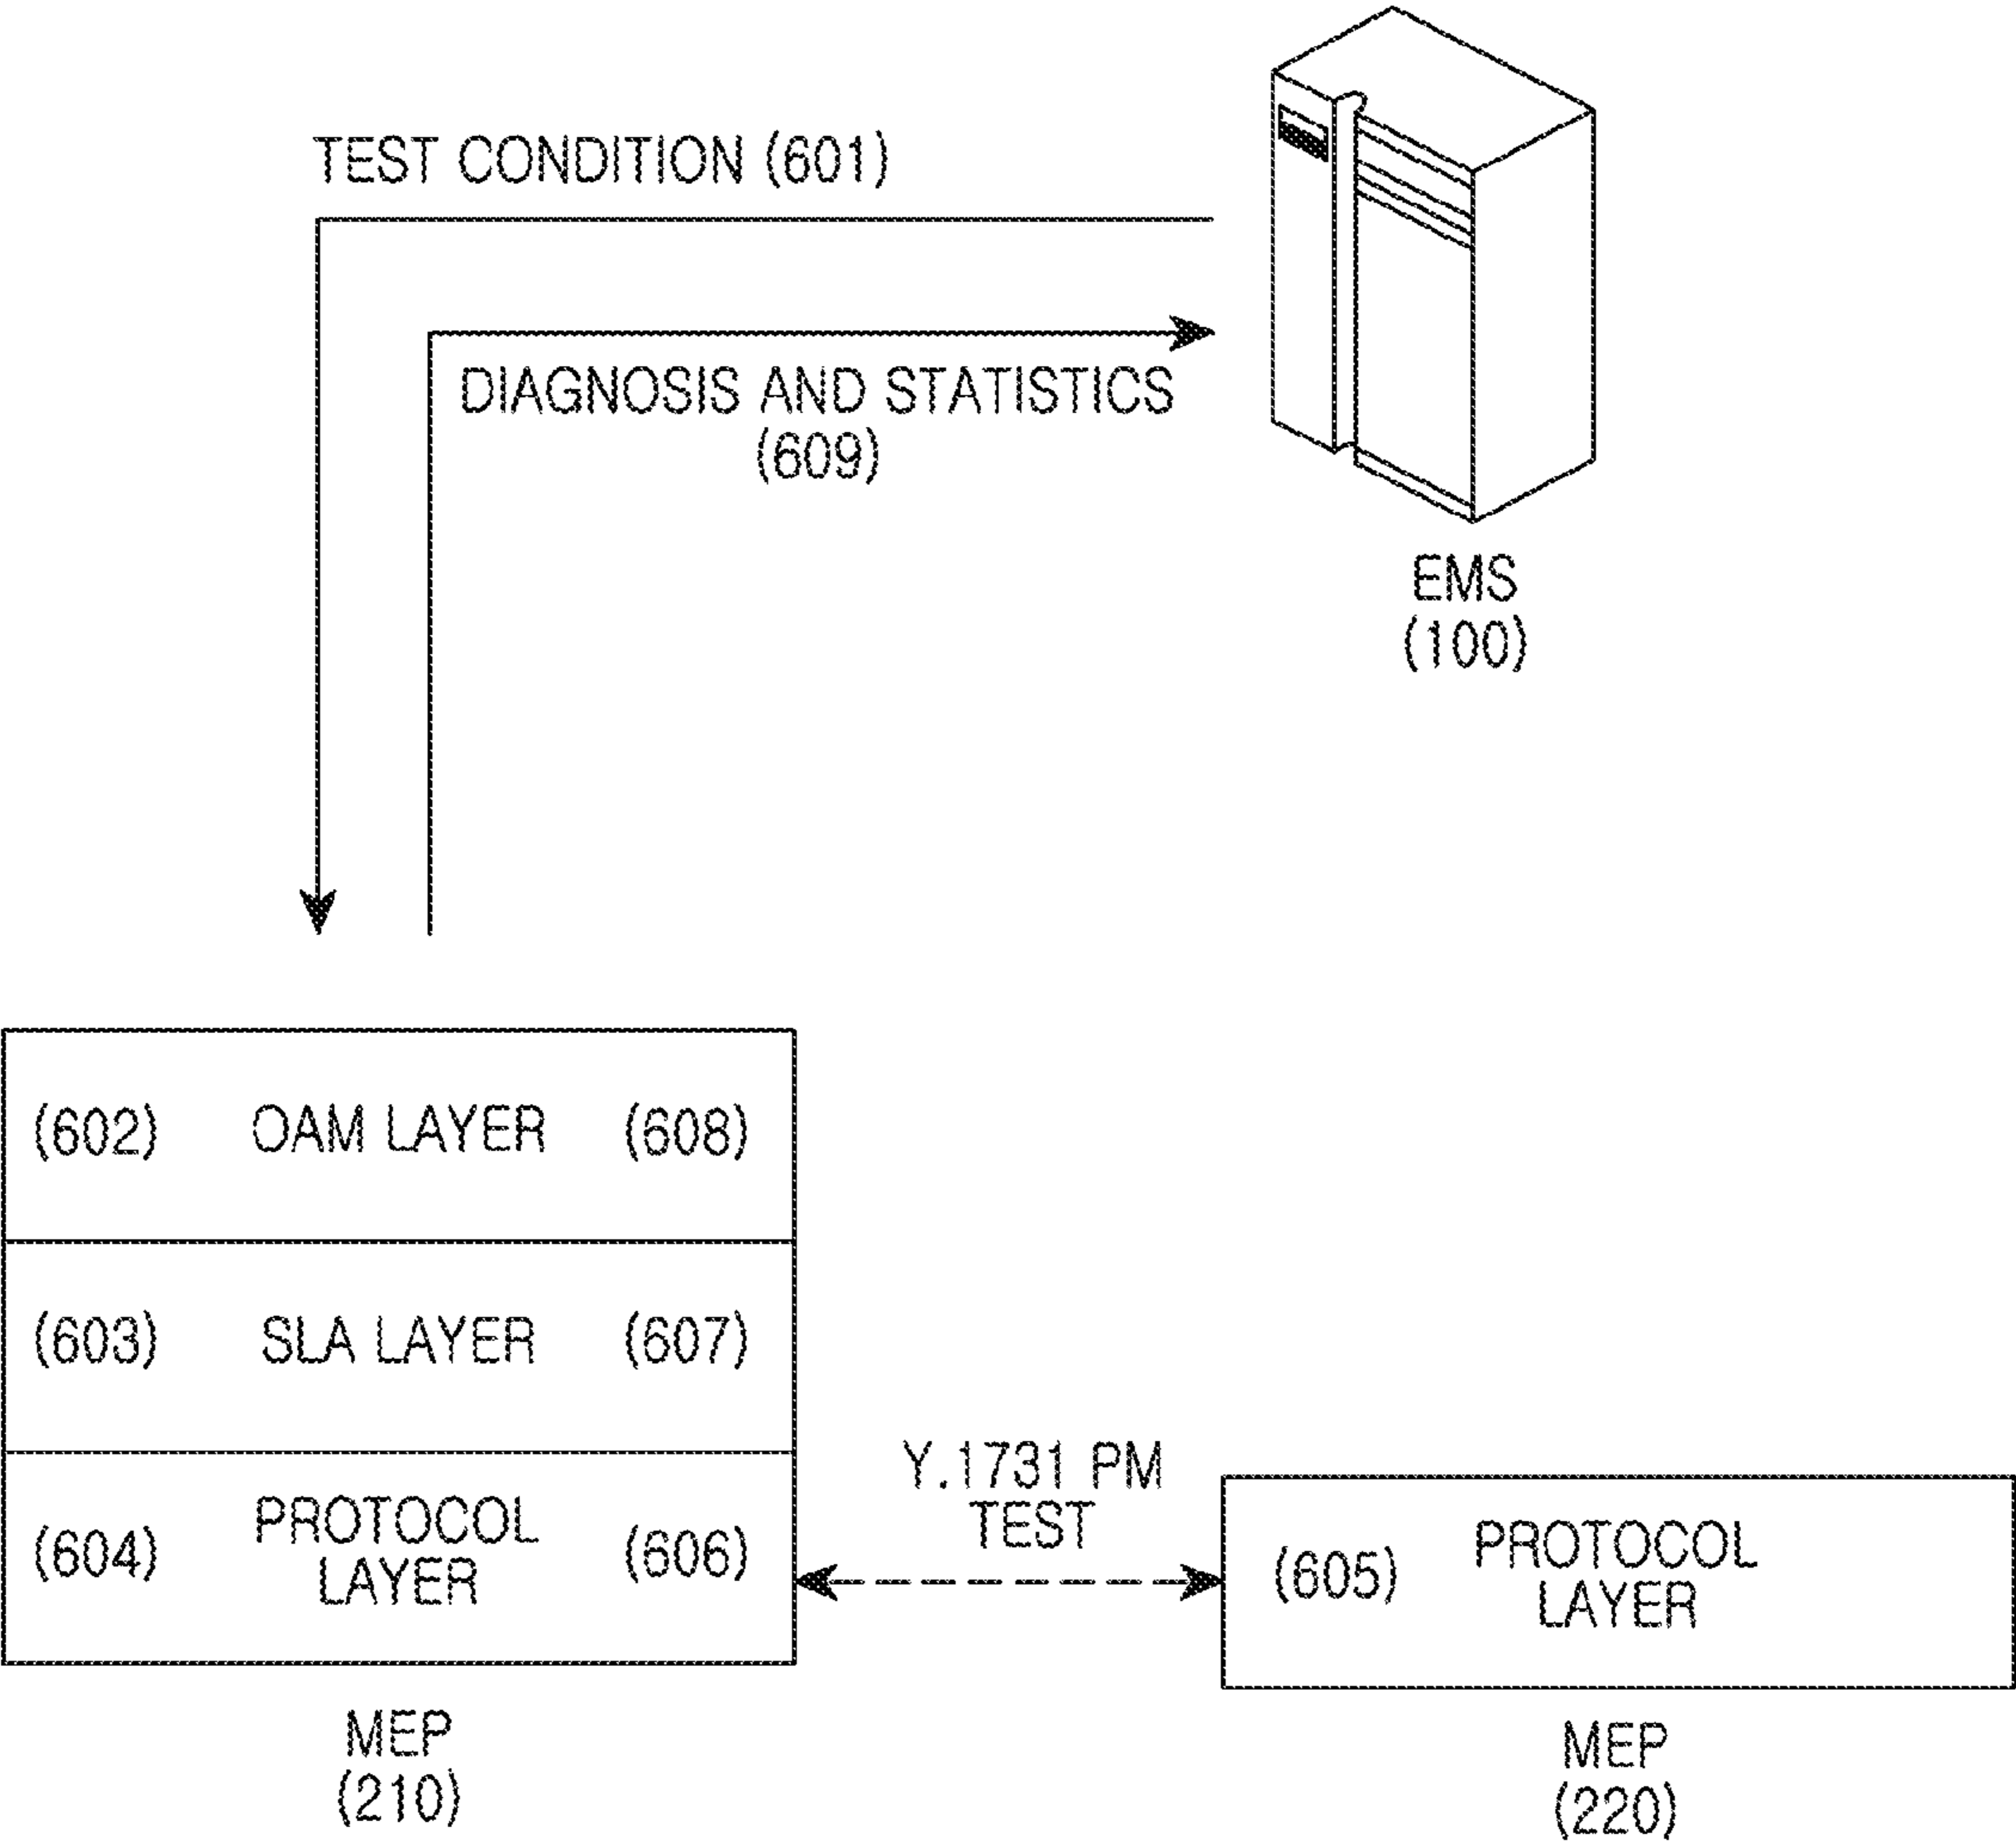 TEST CONDITION (601)
DIAGNOSIS AND STATISTICS
(609)
EMS
(100)
(602) OAM LAYER (608)
(603) SLA LAYER (607)
(604) PROTOCOL LAYER (606)
Y.1731 PM
TEST
(605) PROTOCOL
LAYER
MEP
(210)
MEP
(220)